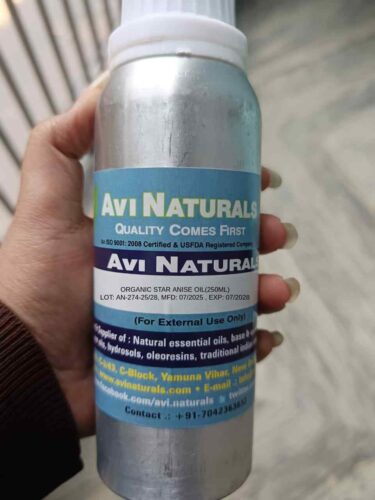 AVI NATURALS
QUALITY COMES FIRST
An ISO 9001: 2008 Certified & USFDA Registered Company
AVI NATURALS
ORGANIC STAR ANISE OIL(250ML)
LOT: AN-274-25/28, MFD: 07/2025 , EXP: 07/2028
(For External Use Only)
Supplier of : Natural essential oils, base &
oils, hydrosols, oleoresins, traditional
C-Block, Yamuna Vihar, New
www.avinaturals.com • E-mail :
facebook.com/avi.naturals
Contact .: +91-